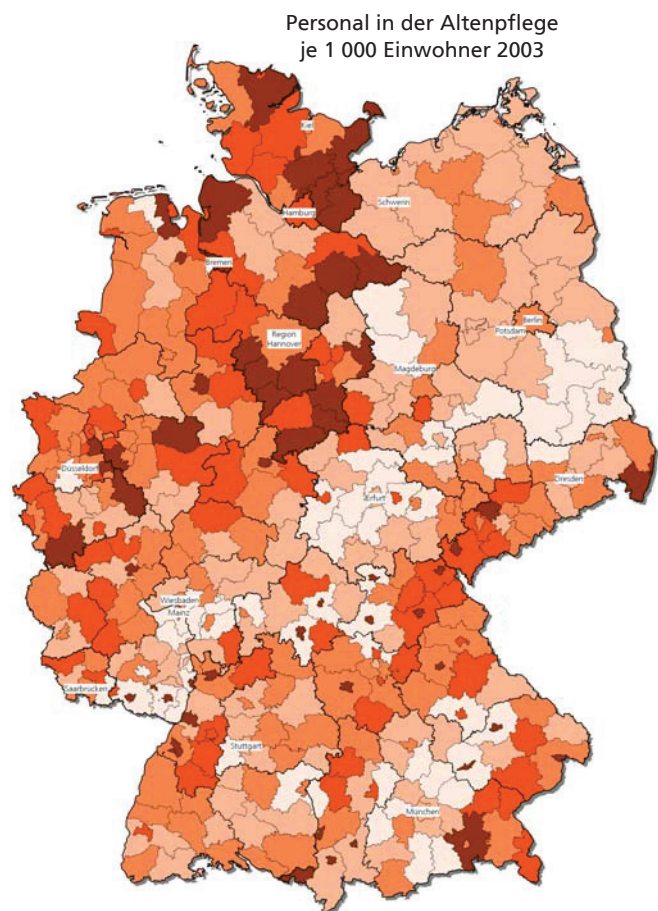 Personal in der Altenpflege
je 1 000 Einwohner 2003
Kiel
Schwerin
Hamburg
Bremen
Berlin
Potsdam
Region
Hannover
Magdeburg
Düsseldorf
Erfurt
Dresden
Wiesbaden
Mainz
Saarbrücken
Stuttgart
München